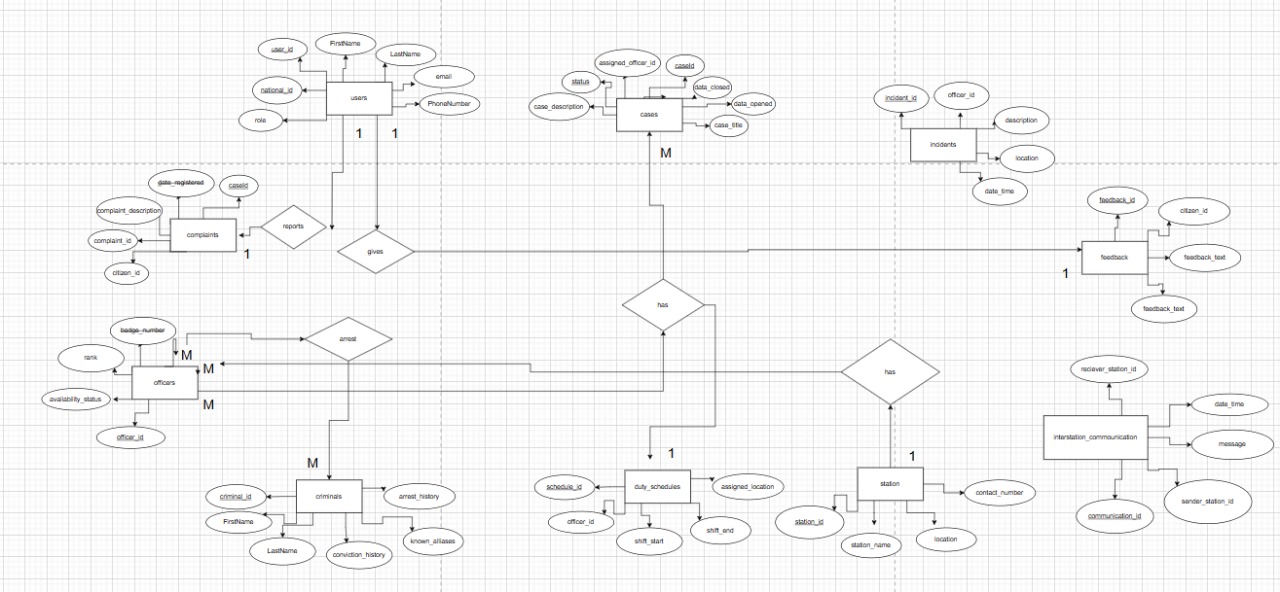 FirstName
user_id
LastName
email
national_id
users
PhoneNumber
role
1
1
assigned_officer_id
caseId
status
data_closed
case_description
data_opened
cases
case_title
M
incident_id
officer_id
description
incidents
location
date_time
date_registered
caseId
complaint_description
complaints
complaint_id
1
citizen_id
reports
gives
feedback_id
citizen_id
feedback
feedback_text
1
feedback_text
has
badge_number
arrest
M
rank
M
officers
availability_status
M
officer_id
has
reciever_station_id
date_time
interstation_communication
message
sender_station_id
communication_id
M
criminal_id
criminals
arrest_history
FirstName
LastName
conviction_history
known_alliases
1
schedule_id
duty_schedules
assigned_location
officer_id
shift_start
shift_end
1
station
contact_number
station_id
station_name
location